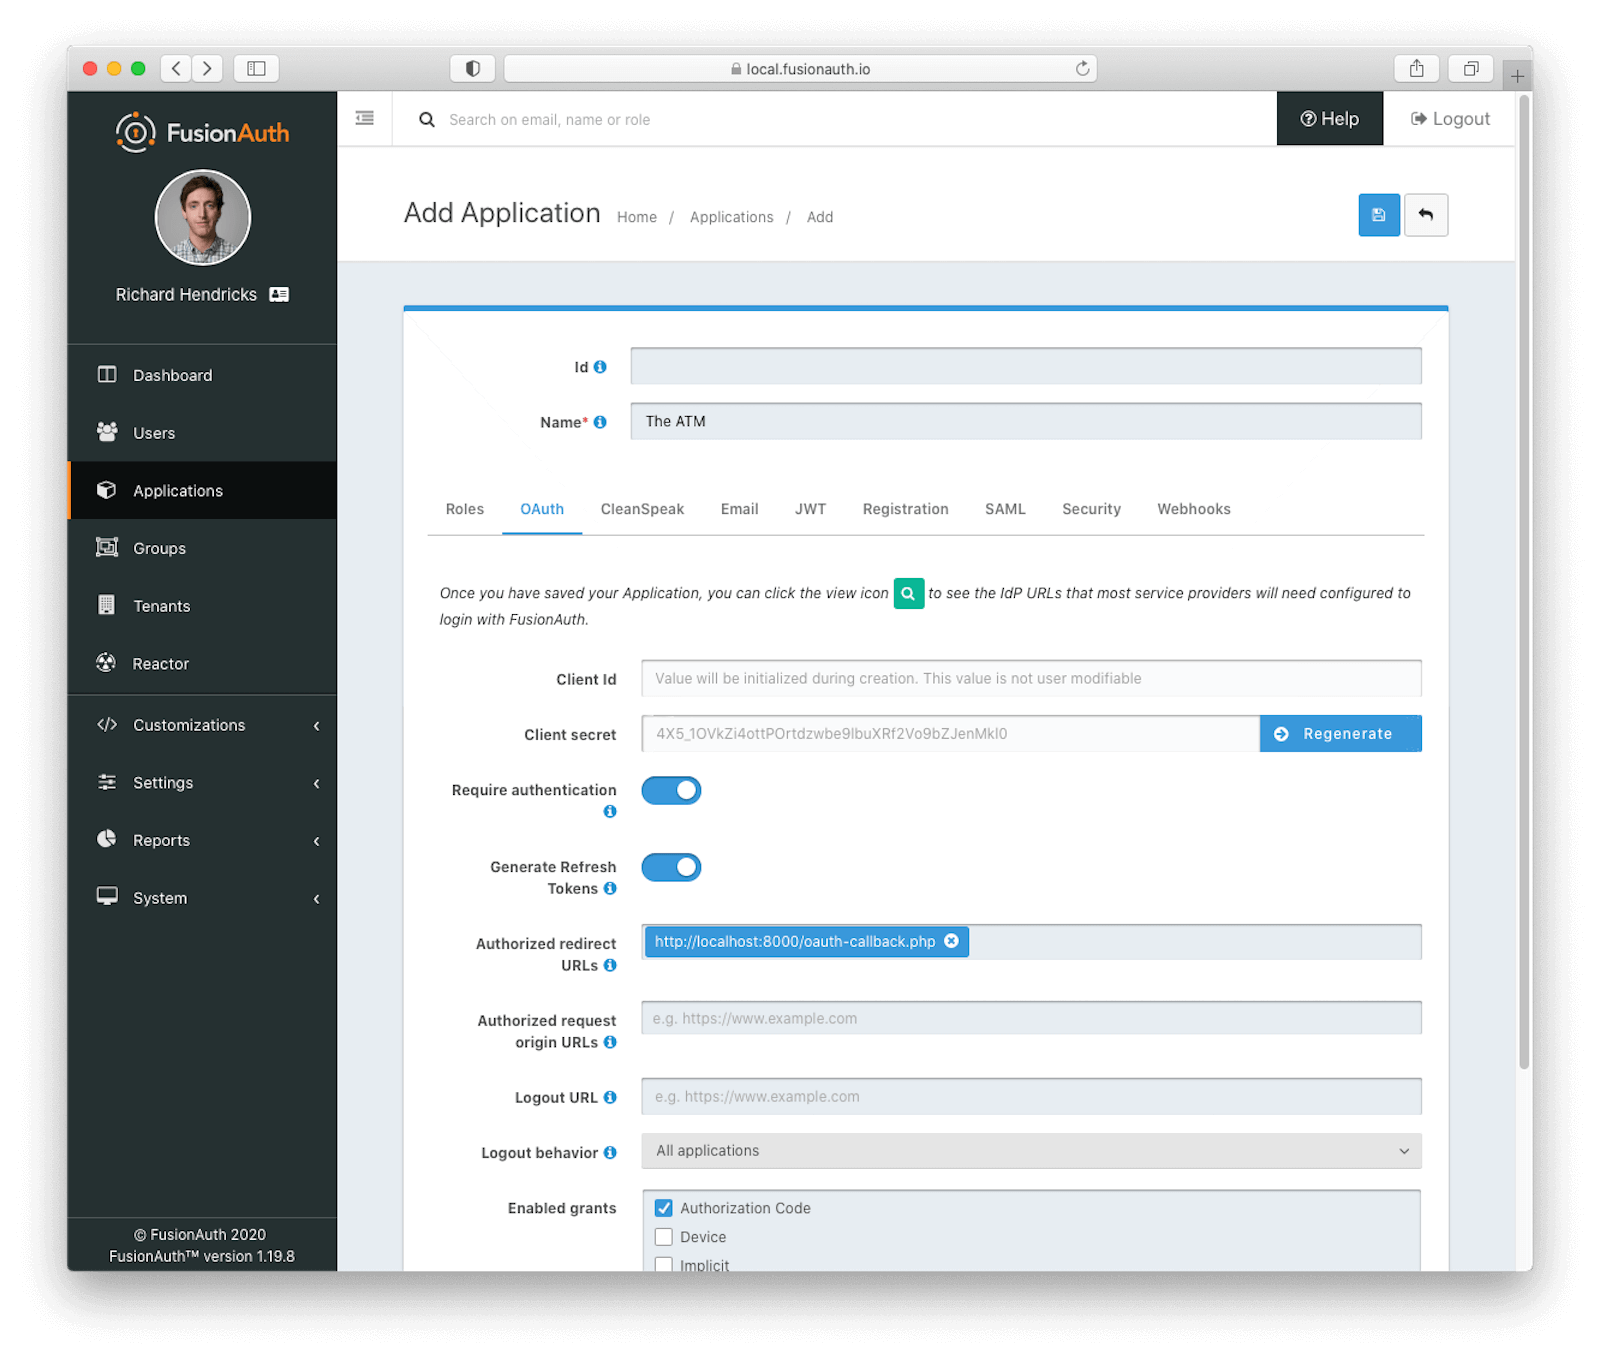 local.fusionauth.io
FusionAuth
Search on email, name or role
Help
Logout
Richard Hendricks
Add Application
Home / Applications / Add
Dashboard
Users
Applications
Groups
Tenants
Reactor
Customizations
Settings
Reports
System
© FusionAuth 2020
FusionAuth™ version 1.19.8
Id
Name*
The ATM
Roles OAuth CleanSpeak Email JWT Registration SAML Security Webhooks
Once you have saved your Application, you can click the view icon to see the IdP URLs that most service providers will need configured to
login with FusionAuth.
Client Id
Value will be initialized during creation. This value is not user modifiable
Client secret
Regenerate
Require authentication
Generate Refresh
Tokens
Authorized redirect
URLs
http://localhost:8000/oauth-callback.php
Authorized request
origin URLs
e.g. https://www.example.com
Logout URL
e.g. https://www.example.com
Logout behavior
All applications
Enabled grants
Authorization Code
Device
Implicit